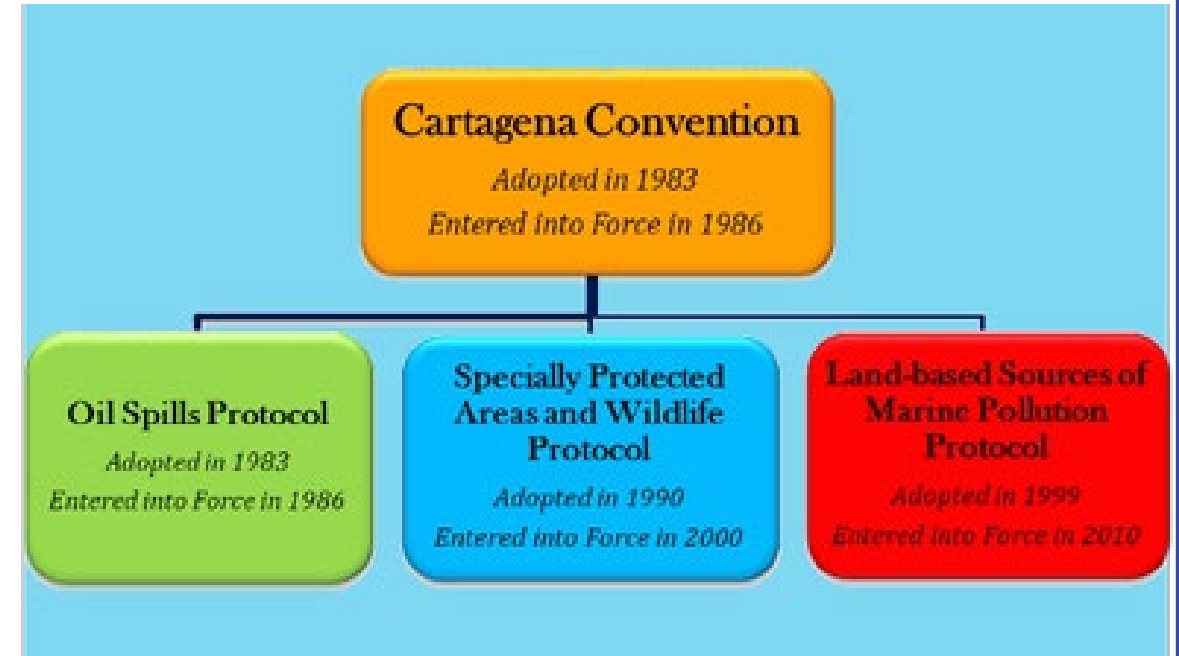 Cartagena Convention
Adopted in 1983
Entered into Force in 1986
Oil Spills Protocol
Adopted in 1983
Entered into Force in 1986
Specially Protected
Areas and Wildlife
Protocol
Adopted in 1990
Entered into Force in 2000
Land-based Sources of
Marine Pollution
Protocol
Adopted in 1999
Entered into Force in 2010